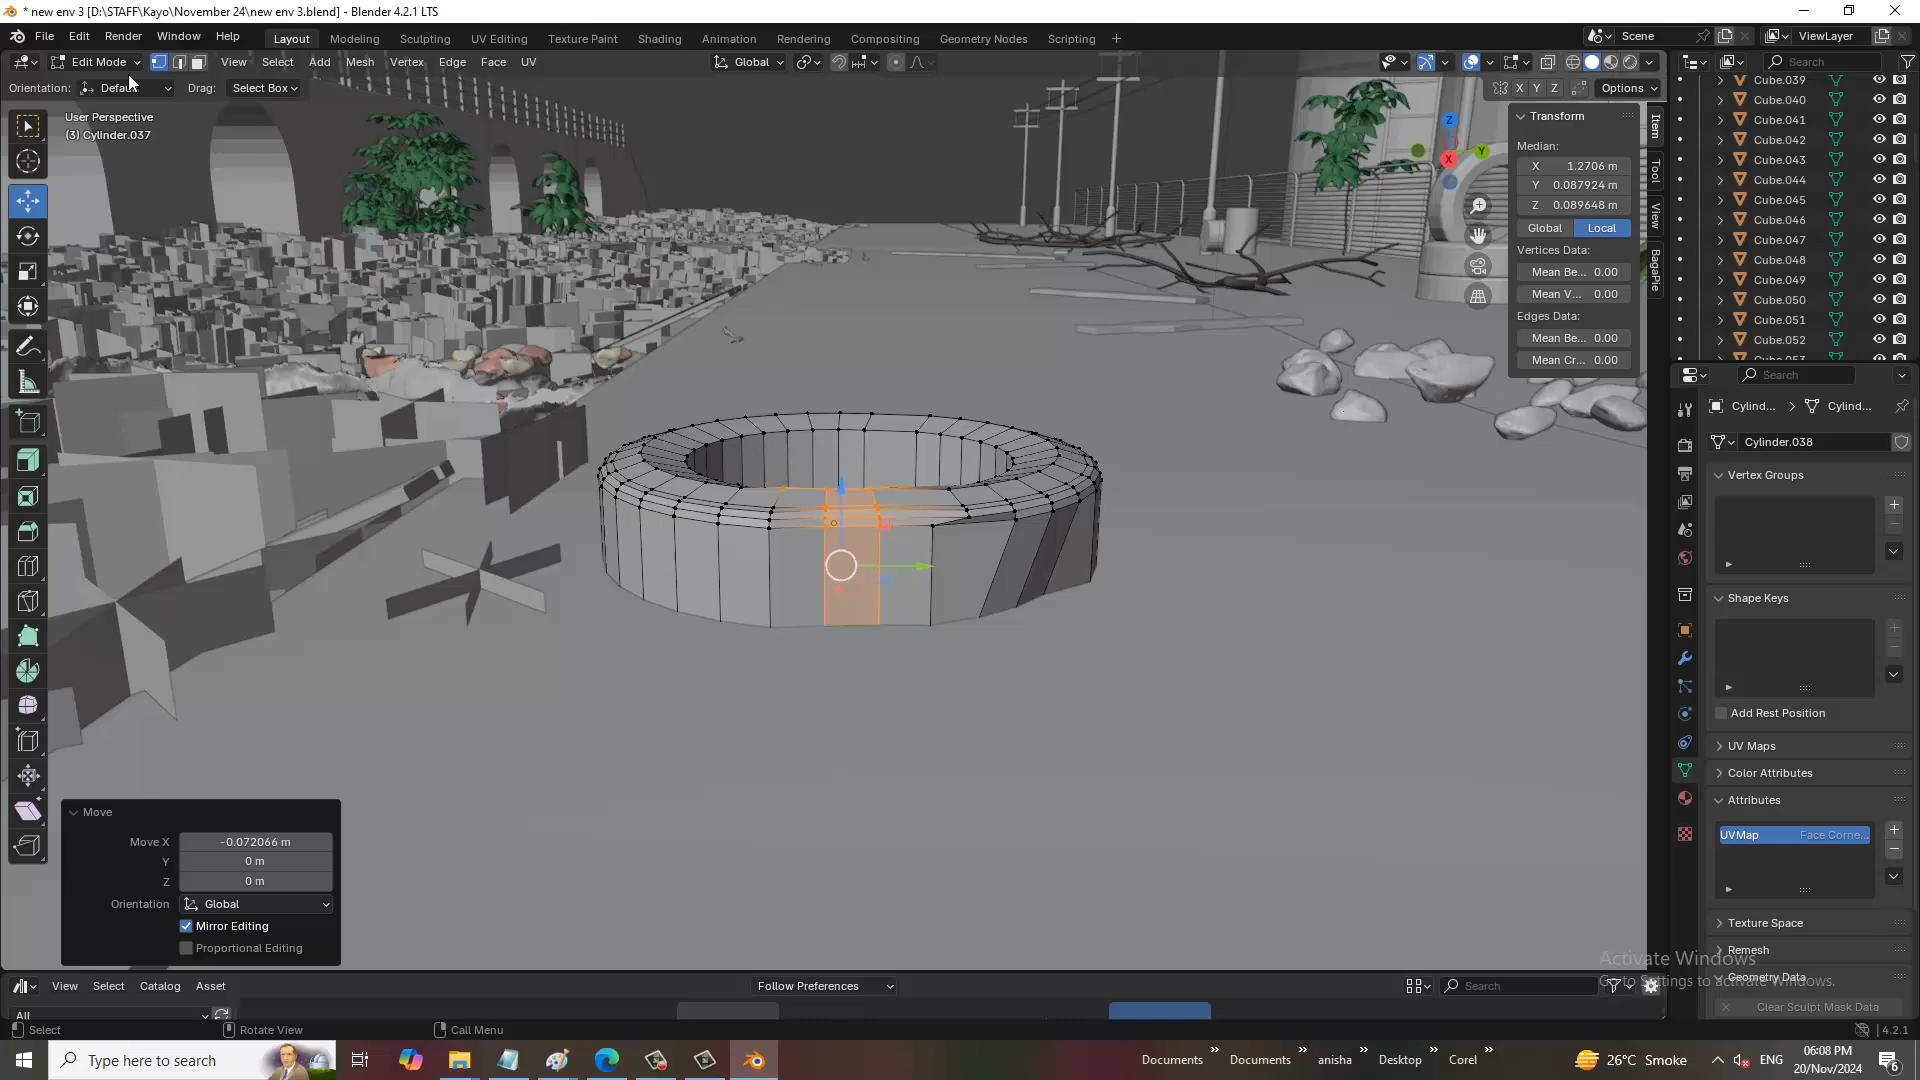 * new env 3 [D:\STAFF\Kayo\November 24\new env 3.blend] - Blender 4.2.1 LTS
File Edit Render Window Help Layout Modeling Sculpting UV Editing Texture Paint Shading Animation Rendering Compositing Geometry Nodes Scripting + Scene ViewLayer
Edit Mode View Select Add Mesh Vertex Edge Face UV Global Search
Orientation: Default Drag: Select Box X Y Z Options
User Perspective
(3) Cylinder.037
Transform
Median:
X 1.2706 m
Y 0.087924 m
Z 0.089648 m
Global Local
Vertices Data:
Mean Be... 0.00
Mean V... 0.00
Edges Data:
Mean Be... 0.00
Mean Cr... 0.00
Item
Tool
View
BagaPie
Z
Y
X
Cube.039
Cube.040
Cube.041
Cube.042
Cube.043
Cube.044
Cube.045
Cube.046
Cube.047
Cube.048
Cube.049
Cube.050
Cube.051
Cube.052
Cube.053
Search
Cylind... Cylind...
Cylinder.038
Vertex Groups
Shape Keys
Add Rest Position
UV Maps
Color Attributes
Attributes
UVMap Face Corne...
Texture Space
Remesh
Geometry Data
Clear Sculpt Mask Data
Activate Windows
Go to Settings to activate Windows.
Move
Move X -0.072066 m
Y 0 m
Z 0 m
Orientation Global
Mirror Editing
Proportional Editing
View Select Catalog Asset Follow Preferences Search
All
Select Rotate View Call Menu 4.2.1
Type here to search Documents Documents anisha Desktop Corel 26°C Smoke ENG 06:08 PM
20/Nov/2024 6